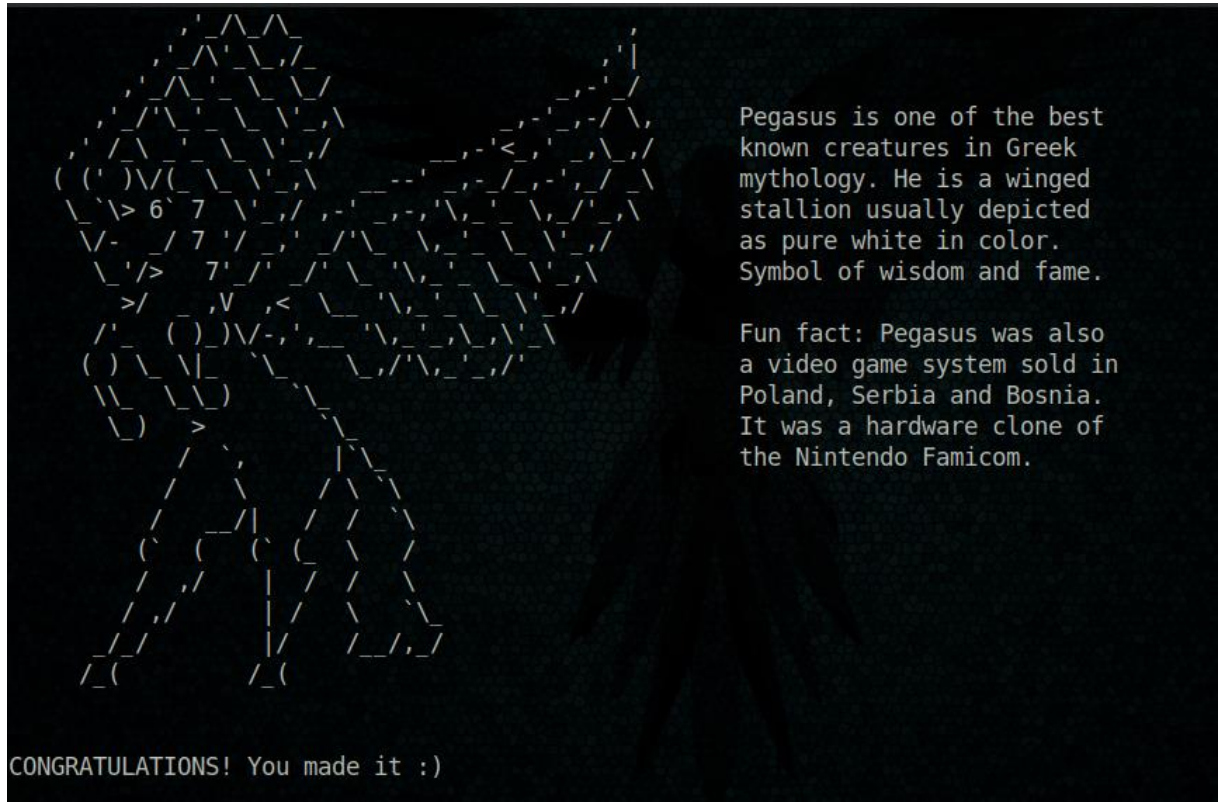 Pegasus is one of the best
known creatures in Greek
mythology. He is a winged
stallion usually depicted
as pure white in color.
Symbol of wisdom and fame.
Fun fact: Pegasus was also
a video game system sold in
Poland, Serbia and Bosnia.
It was a hardware clone of
the Nintendo Famicom.
CONGRATULATIONS! You made it :)